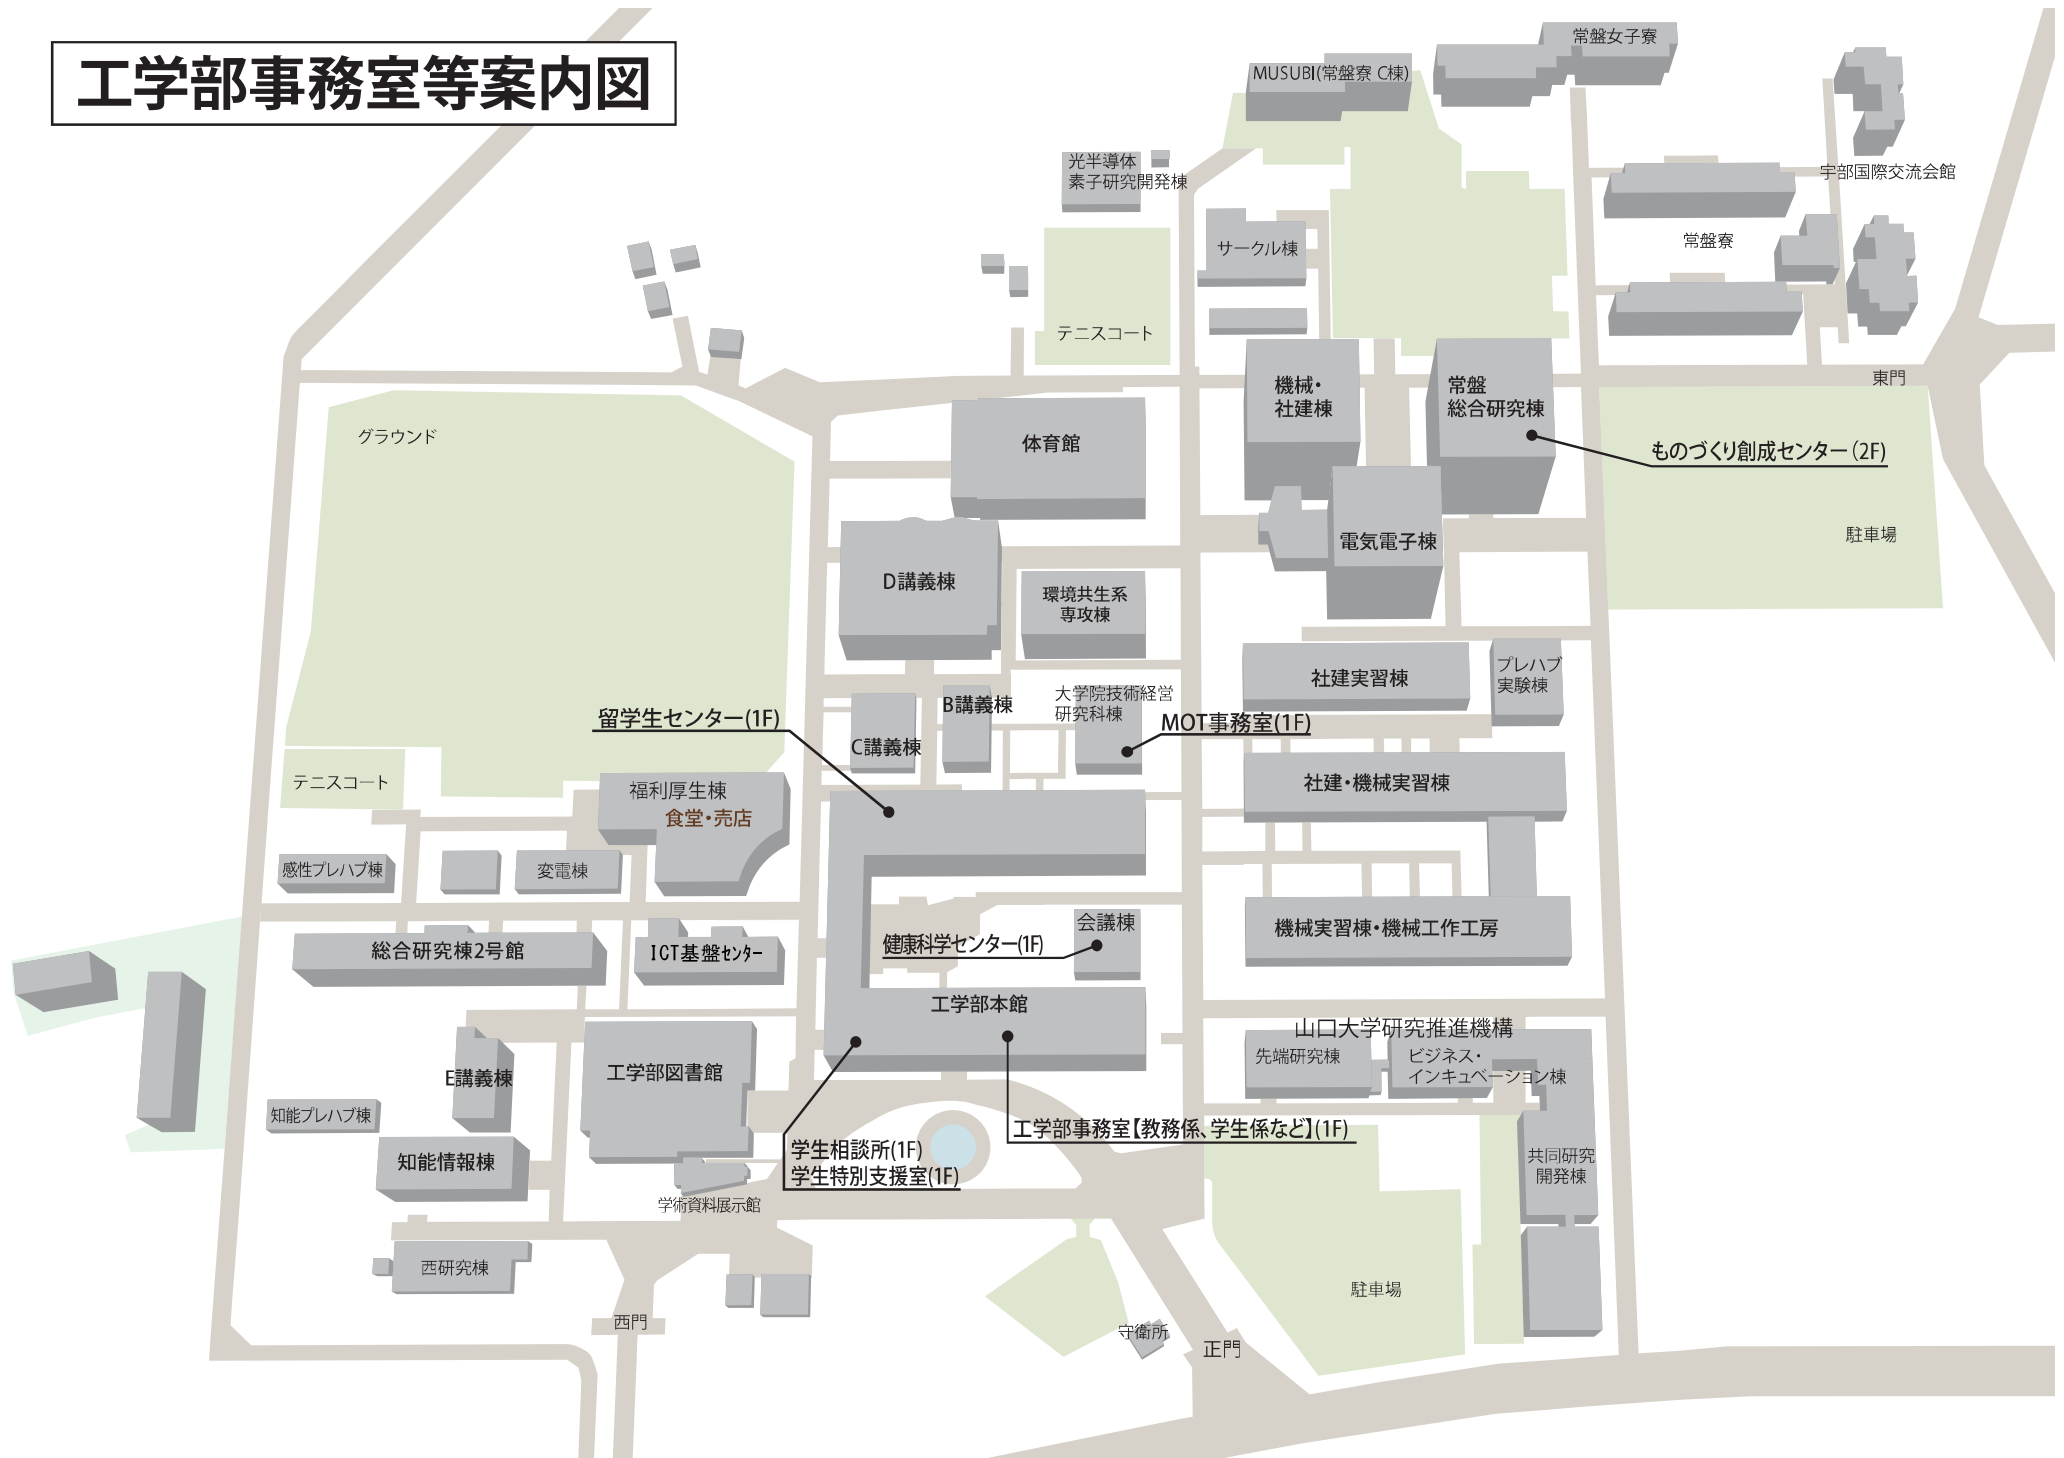 工学部事務室等案内図
常盤女子寮
MUSUBI(常盤寮 C棟)
光半導体
素子研究開発棟
宇部国際交流会館
サークル棟
常盤寮
テニスコート
東門
機械・
社建棟
常盤
総合研究棟
グラウンド
体育館
ものづくり創成センター(2F)
駐車場
電気電子棟
D講義棟
環境共生系
専攻棟
社建実習棟
プレハブ
実験棟
大学院技術経営
研究科棟
B講義棟
留学生センター(1F)
MOT事務室(1F)
C講義棟
テニスコート
社建・機械実習棟
福利厚生棟
食堂・売店
感性プレハブ棟
変電棟
会議棟
機械実習棟・機械工作工房
健康科学センター(1F)
総合研究棟2号館
ICT基盤センター
工学部本館
山口大学研究推進機構
先端研究棟
ビジネス・
インキュベーション棟
工学部図書館
E講義棟
知能プレハブ棟
工学部事務室【教務係、学生係など】(1F)
学生相談所(1F)
学生特別支援室(1F)
知能情報棟
共同研究
開発棟
学術資料展示館
西研究棟
駐車場
西門
守衛所
正門